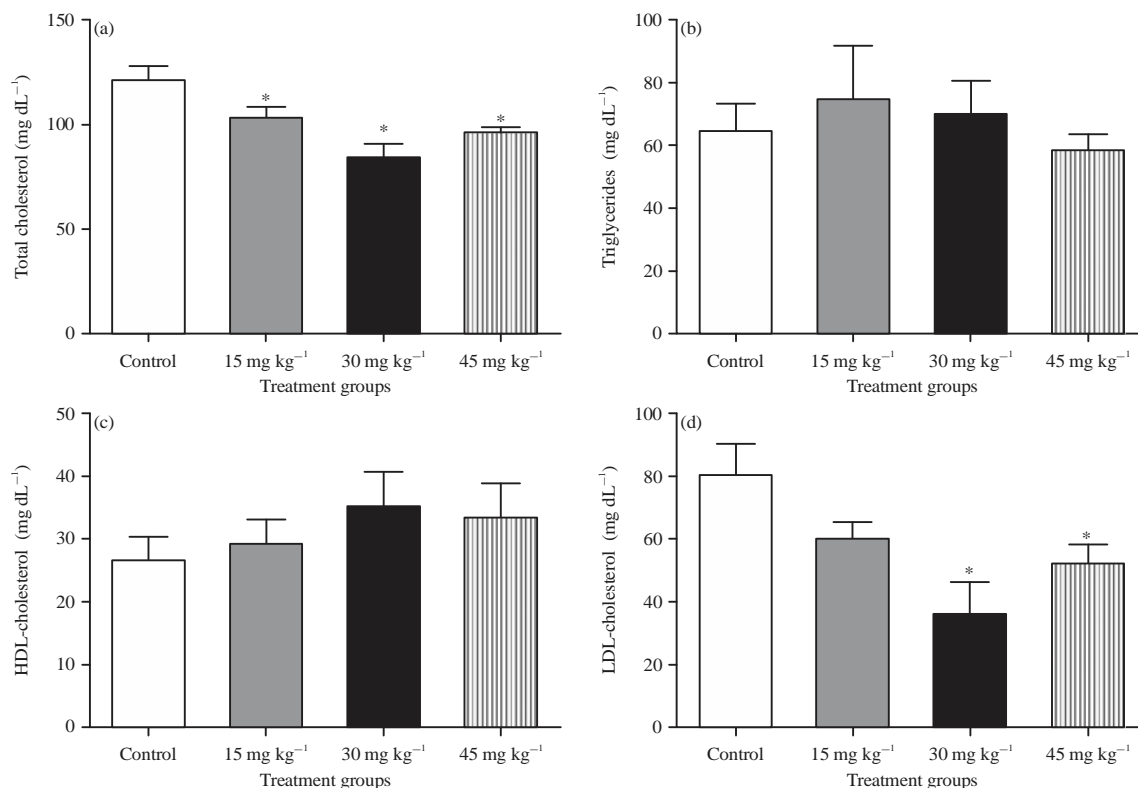 (a)
Total cholesterol (mg dL⁻¹)
150
100
50
0
*
*
*
Control
15 mg kg⁻¹
30 mg kg⁻¹
45 mg kg⁻¹
Treatment groups
(b)
Triglycerides (mg dL⁻¹)
100
80
60
40
20
0
Control
15 mg kg⁻¹
30 mg kg⁻¹
45 mg kg⁻¹
Treatment groups
(c)
HDL-cholesterol (mg dL⁻¹)
50
40
30
20
10
0
Control
15 mg kg⁻¹
30 mg kg⁻¹
45 mg kg⁻¹
Treatment groups
(d)
LDL-cholesterol (mg dL⁻¹)
100
80
60
40
20
0
*
*
Control
15 mg kg⁻¹
30 mg kg⁻¹
45 mg kg⁻¹
Treatment groups